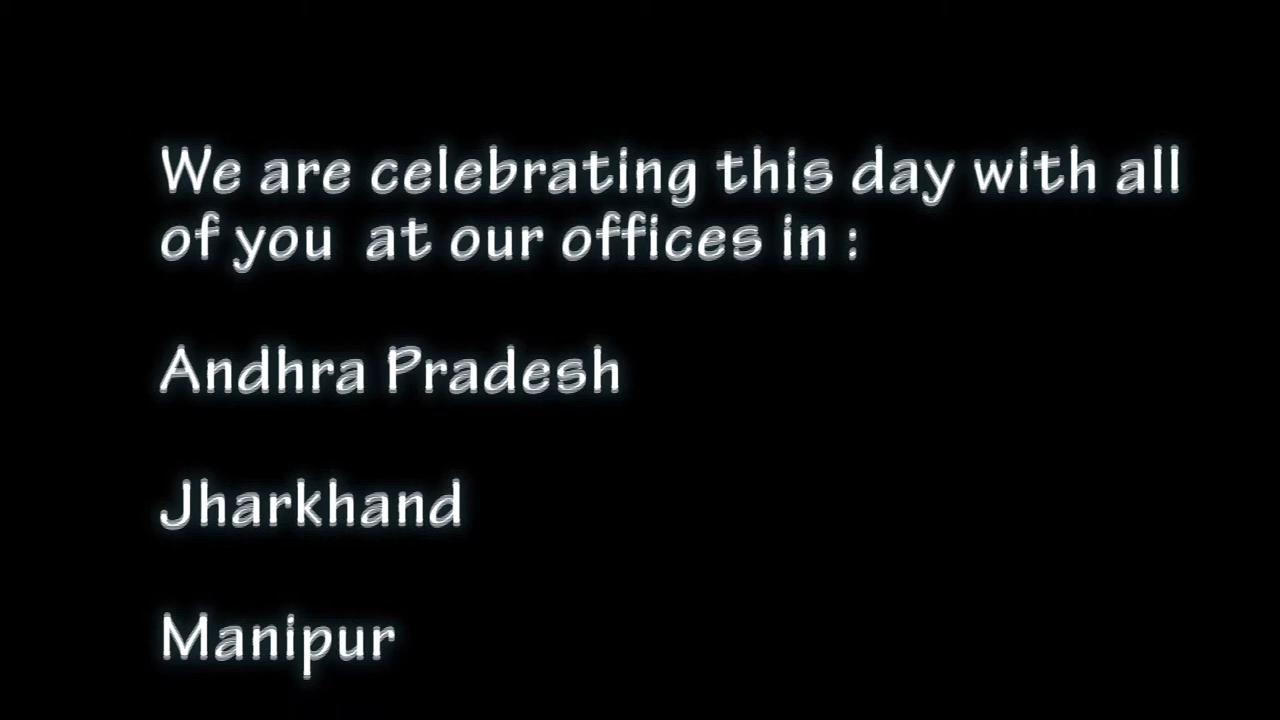 We are celebrating this day with all
of you  at our offices in :
Andhra Pradesh
Jharkhand
Manipur